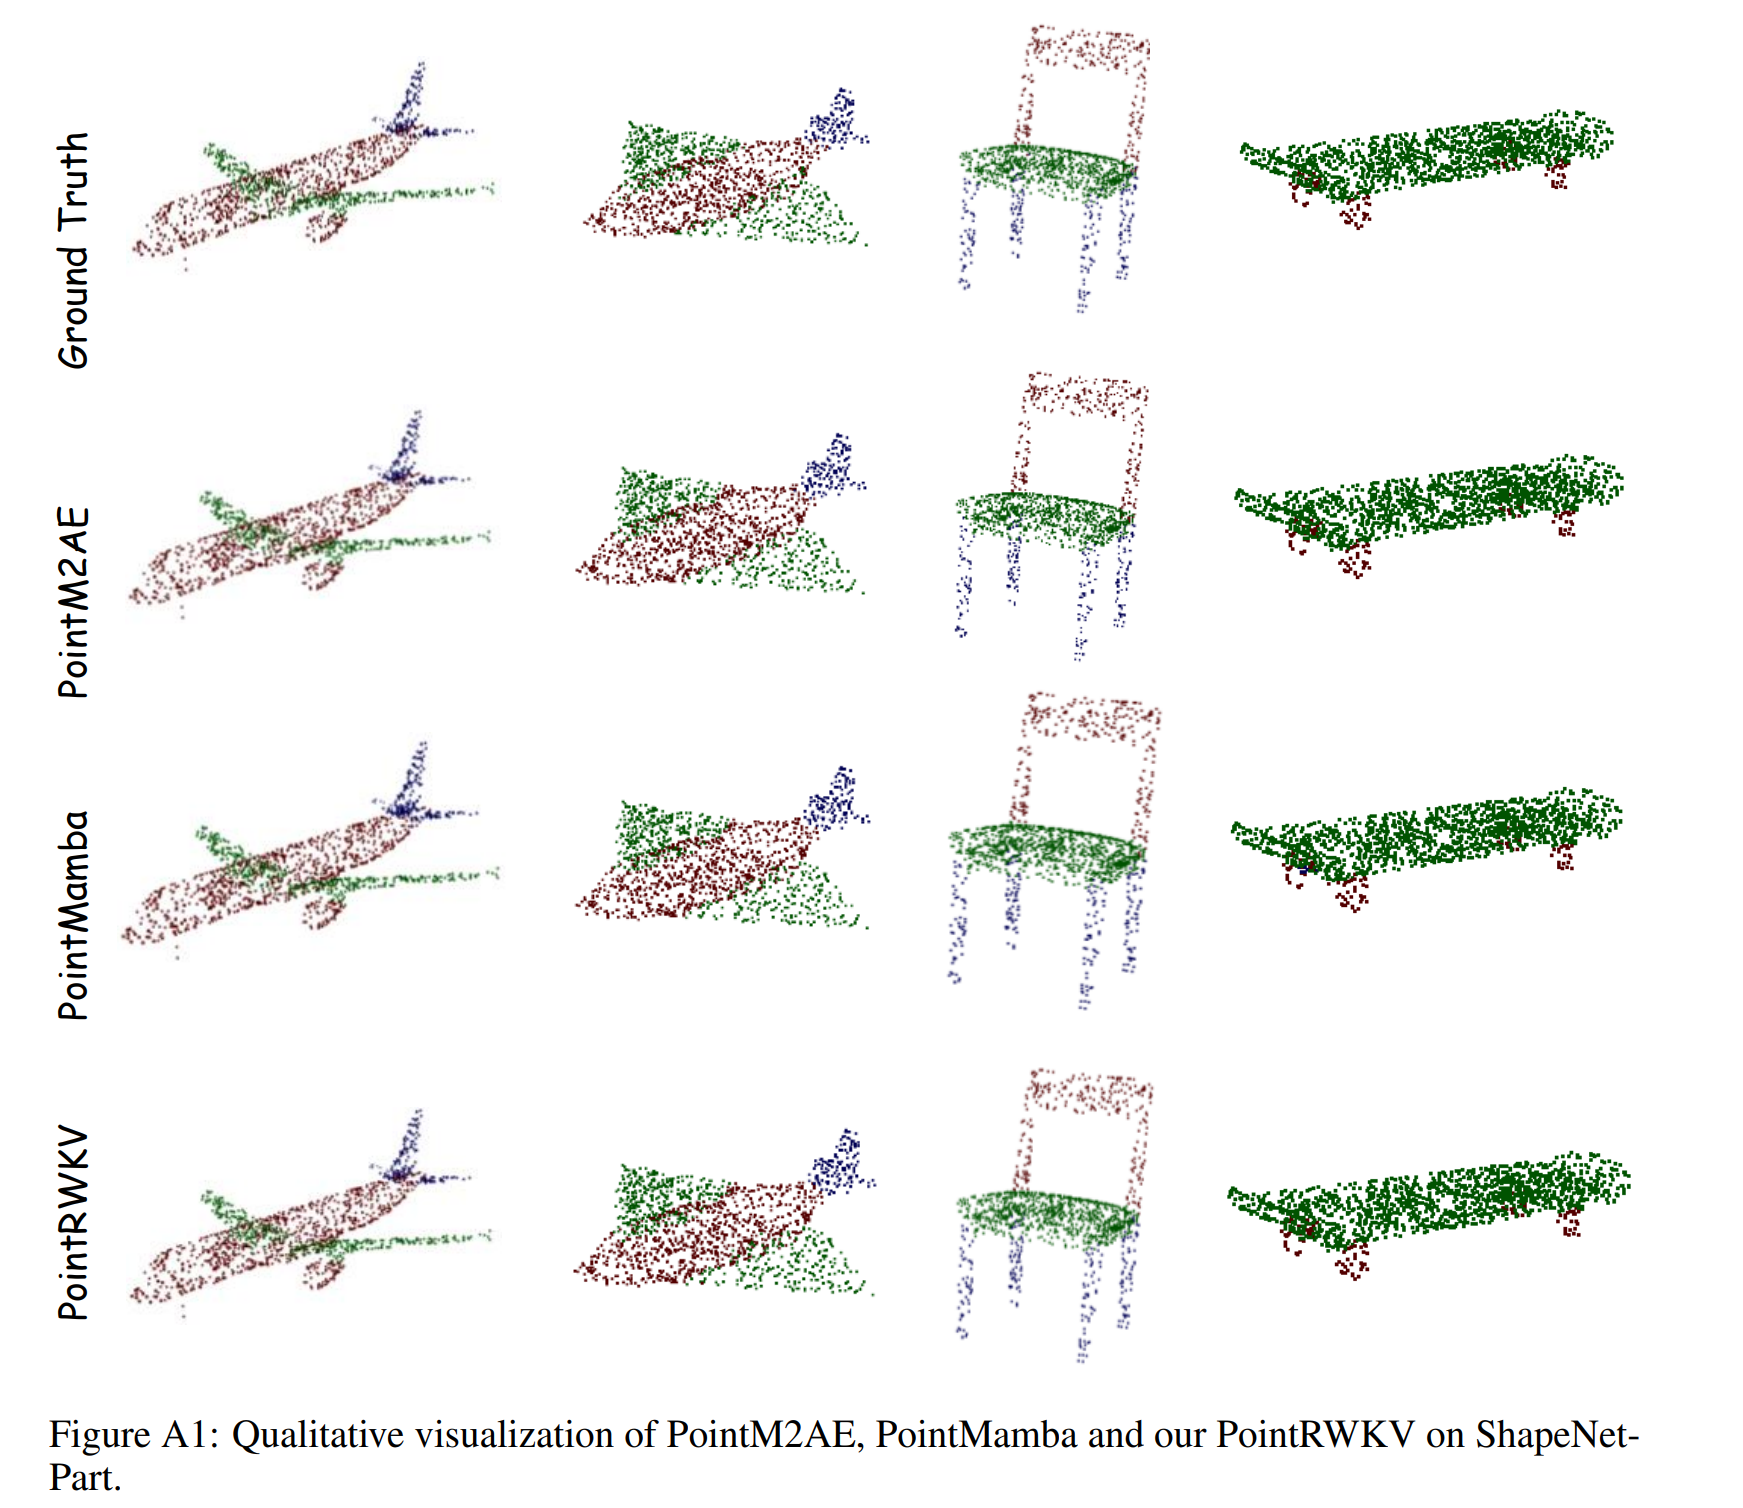 Ground Truth
PointM2AE
PointMamba
PointRWKV
Figure A1: Qualitative visualization of PointM2AE, PointMamba and our PointRWKV on ShapeNet-
Part.